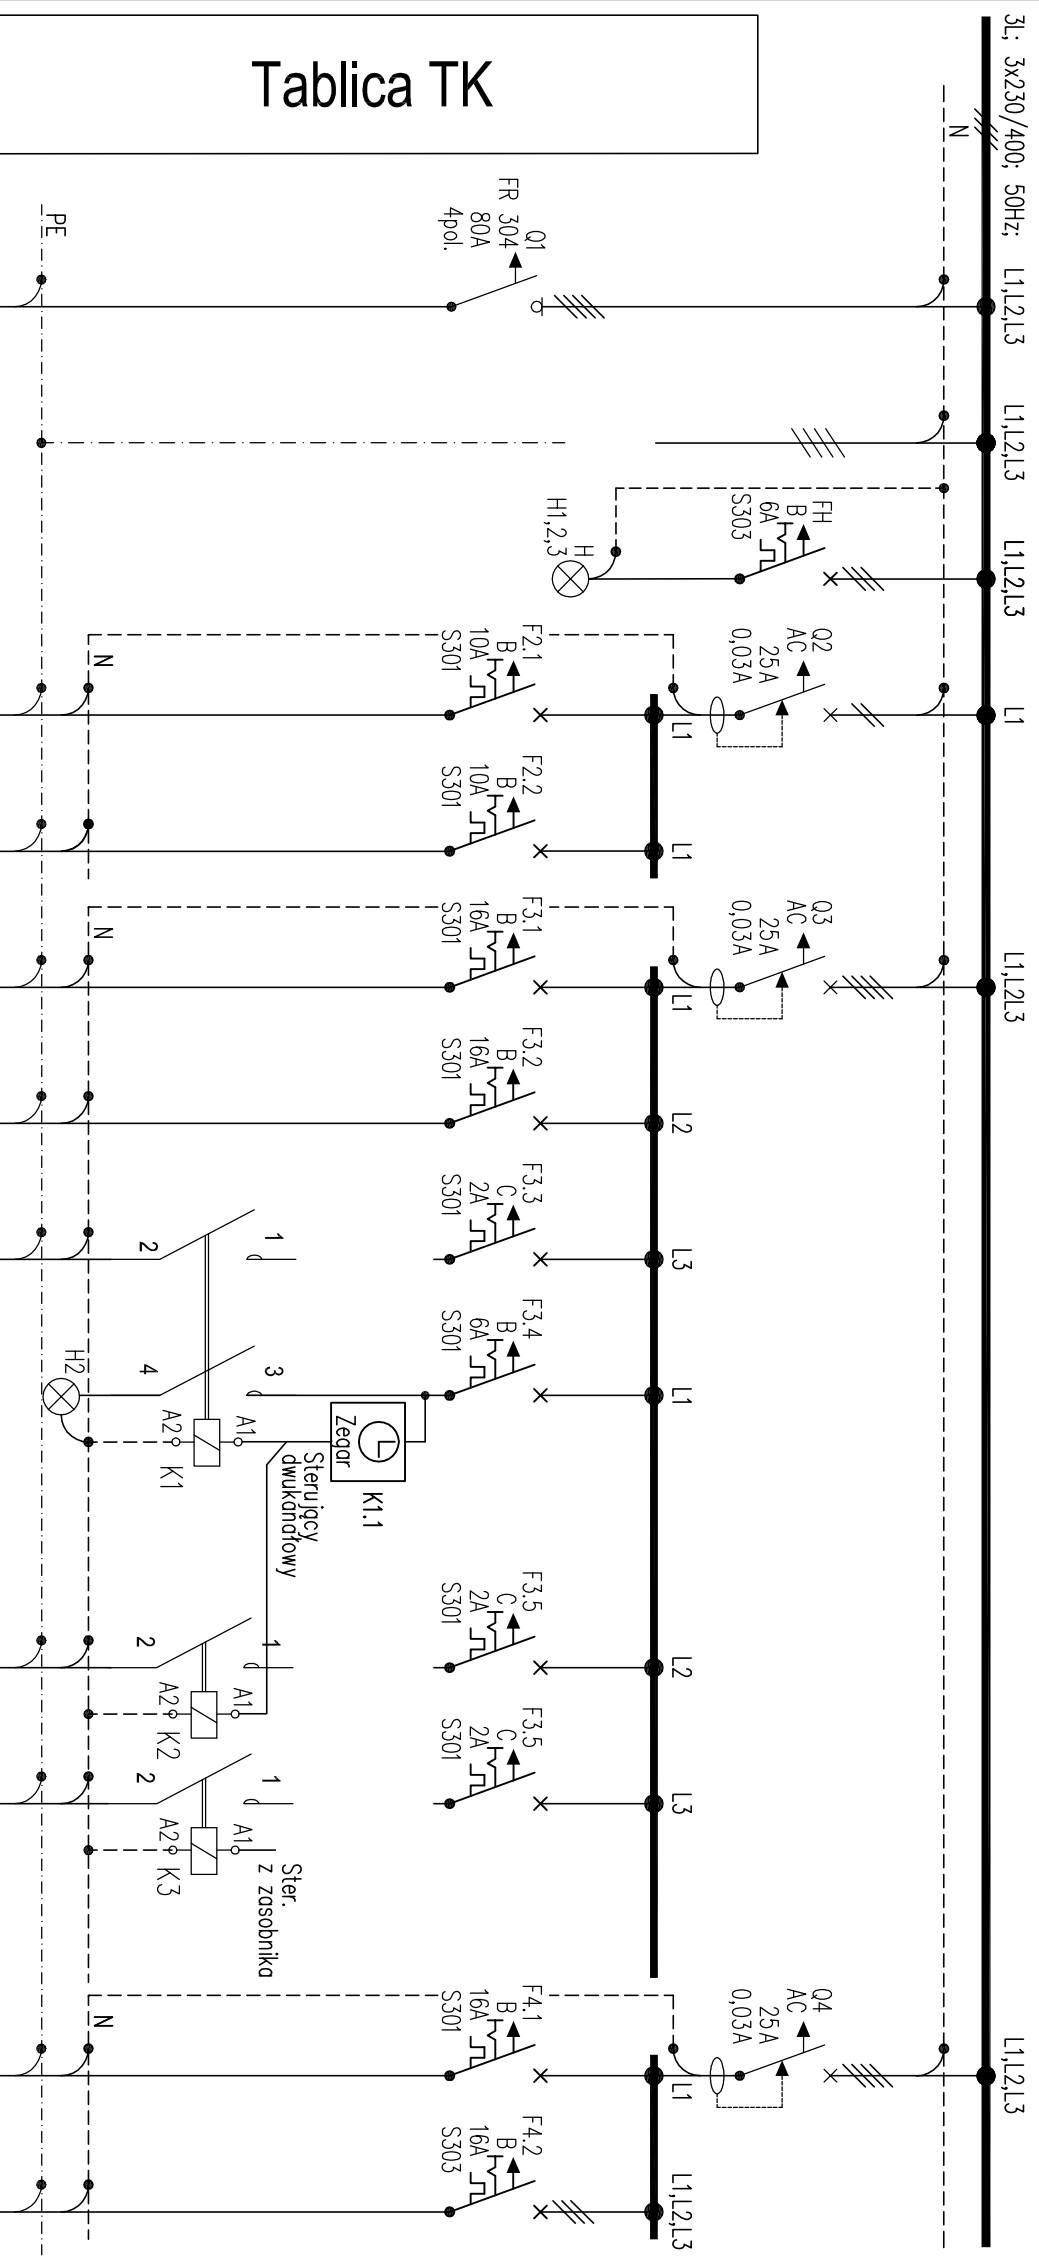 Tablica TK
3L; 3x230/400; 50Hz;
N
L1,L2,L3
Q1
FR 304
80A
4pol.
PE
L1,L2,L3
L1,L2,L3
FH
B
6A
S303
H
H1,2,3
L1
Q2
AC
25A
0,03A
L1
F2.1
B
10A
S301
N
L1
F2.2
B
10A
S301
L1,L2L3
Q3
AC
25A
0,03A
L1
F3.1
B
16A
S301
N
L2
F3.2
B
16A
S301
L3
F3.3
C
2A
S301
1
2
L1
F3.4
B
6A
S301
3
4
H2
K1.1
Zegar
Sterujący
dwukanałowy
A1
A2
K1
L2
F3.5
C
2A
S301
1
2
A1
A2
K2
L3
F3.5
C
2A
S301
1
2
A1
A2
K3
Ster.
z zasobnika
L1,L2,L3
Q4
AC
25A
0,03A
L1
F4.1
B
16A
S301
N
L1,L2,L3
F4.2
B
16A
S303